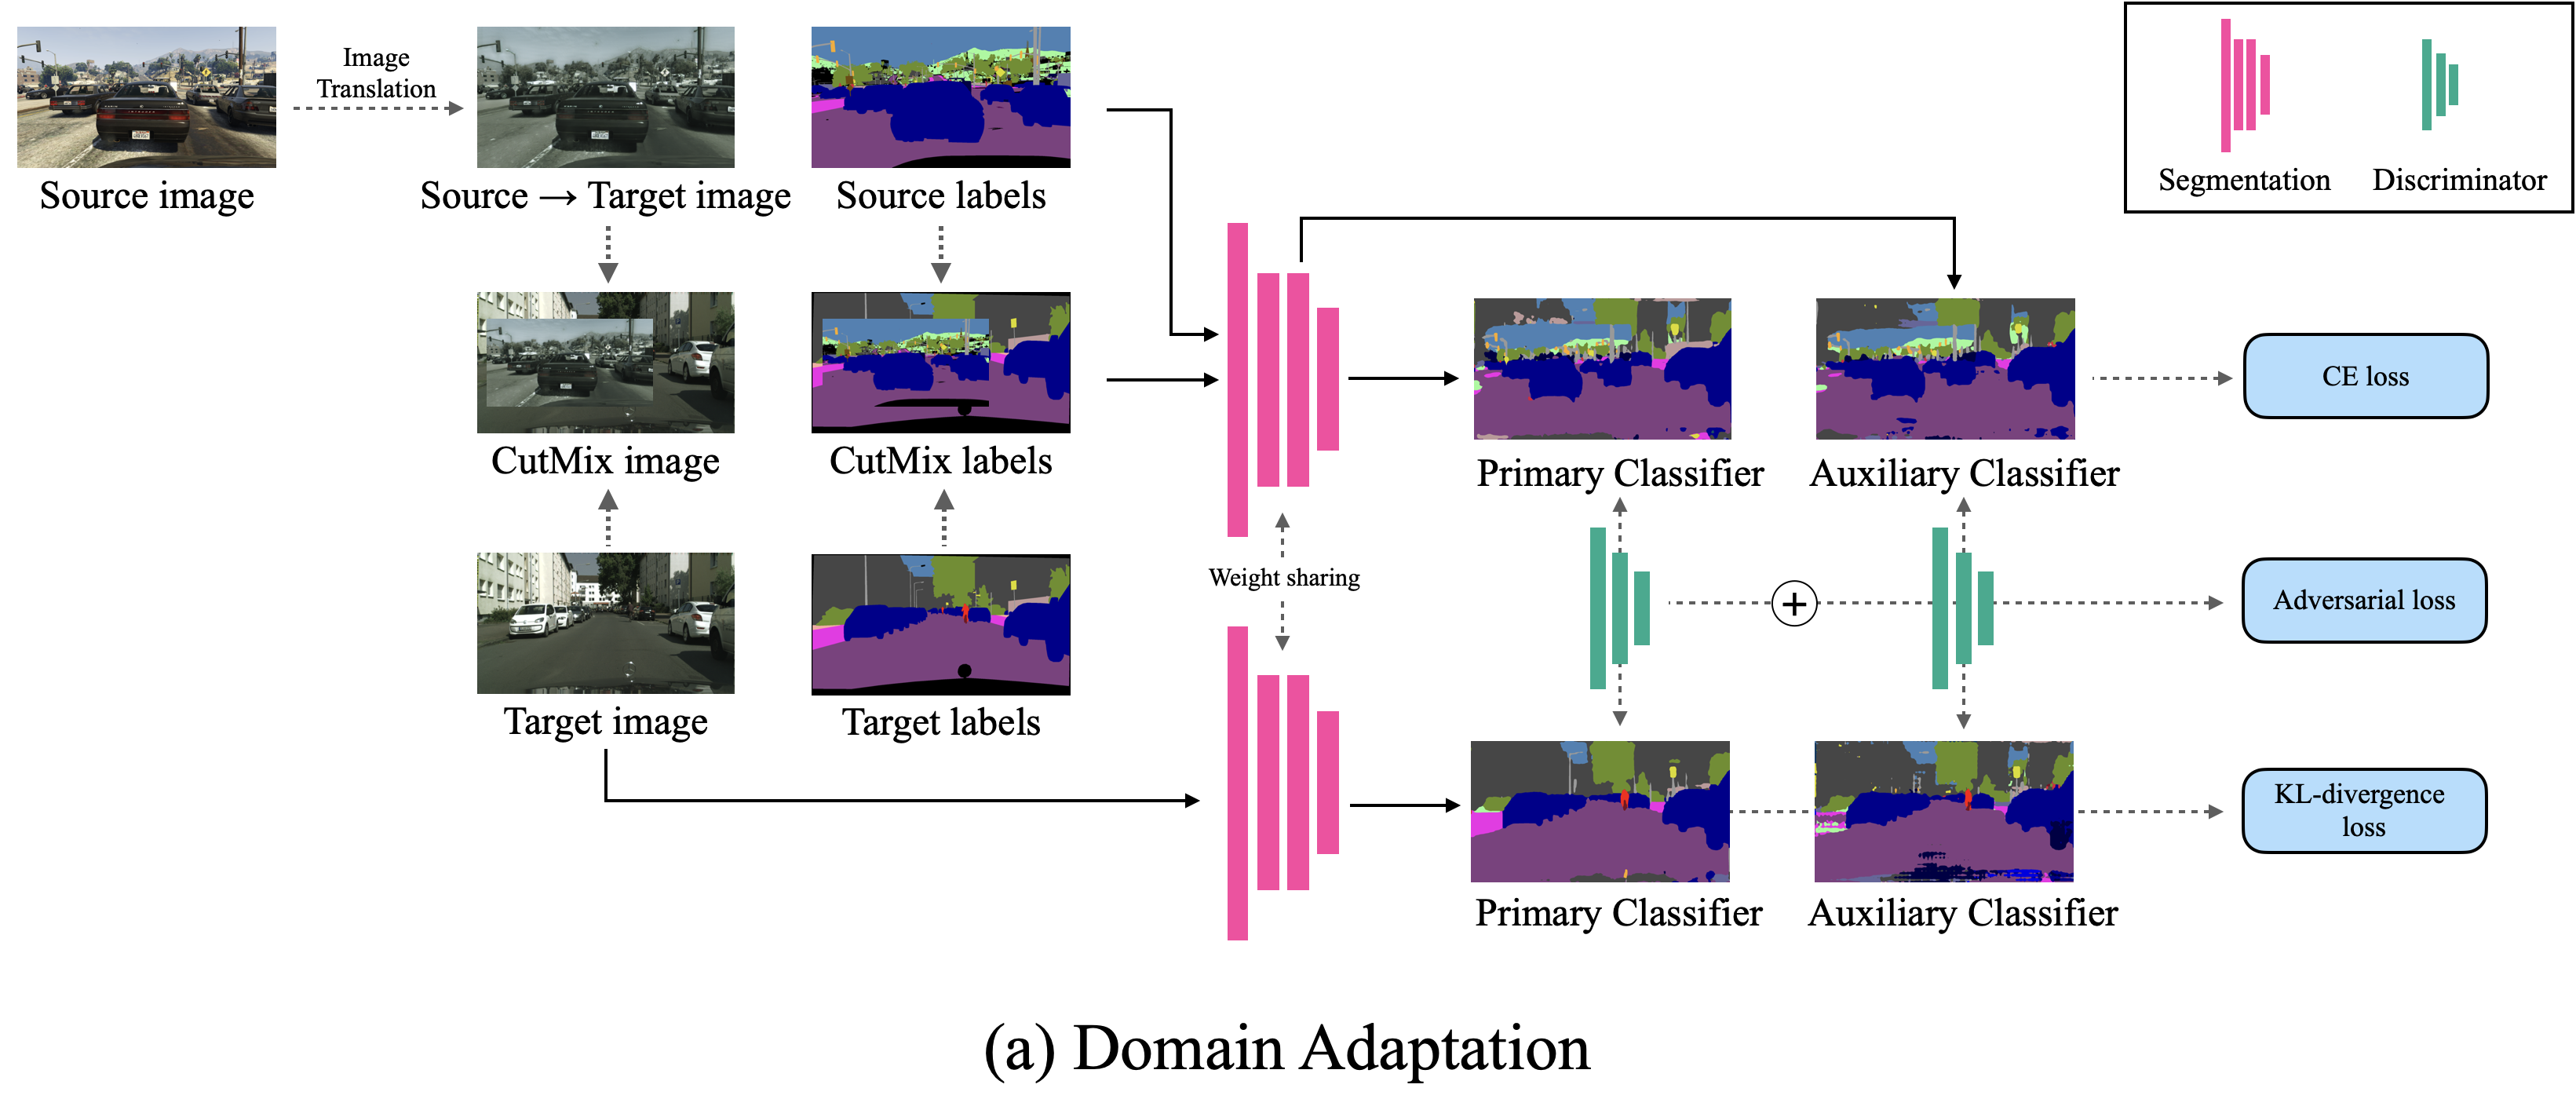 Image
Translation
Source image
Source → Target image
Source labels
Segmentation
Discriminator
CutMix image
CutMix labels
Primary Classifier
Auxiliary Classifier
CE loss
Weight sharing
+
Adversarial loss
Target image
Target labels
KL-divergence
loss
Primary Classifier
Auxiliary Classifier
(a) Domain Adaptation